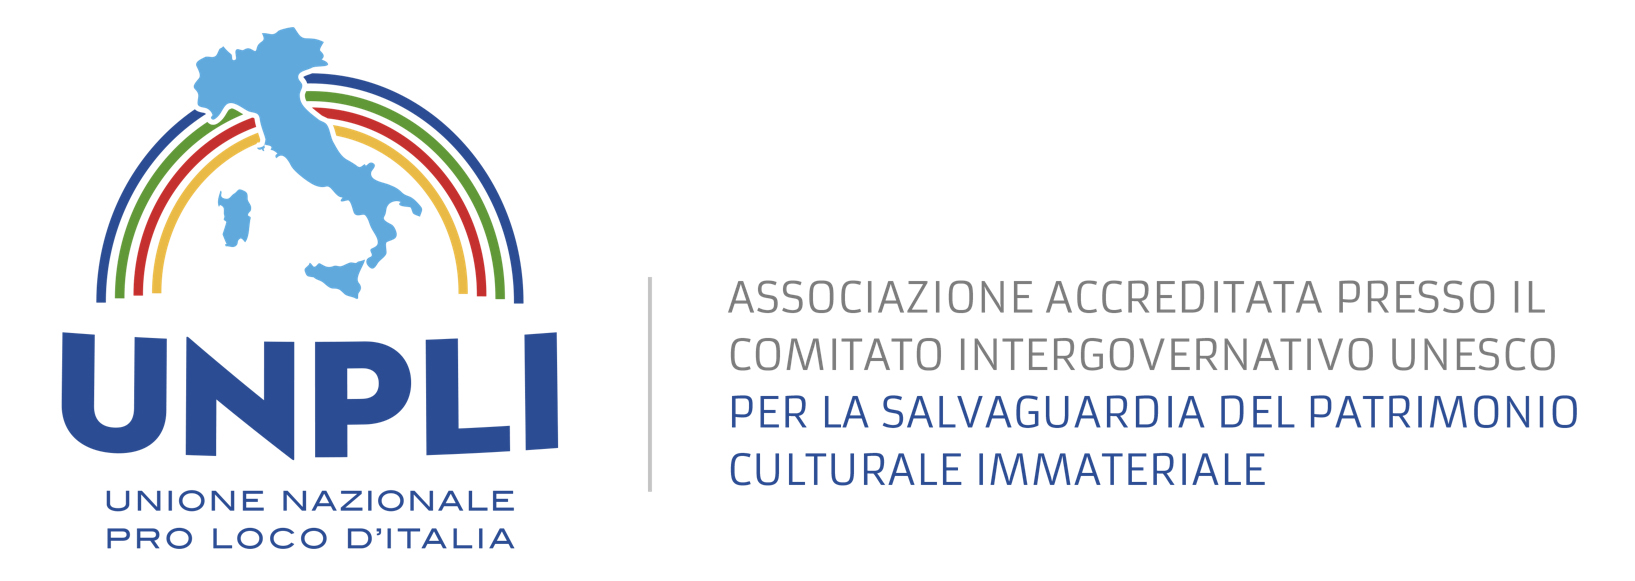 UNPLI
UNIONE NAZIONALE
PRO LOCO D'ITALIA
ASSOCIAZIONE ACCREDITATA PRESSO IL
COMITATO INTERGOVERNATIVO UNESCO
PER LA SALVAGUARDIA DEL PATRIMONIO
CULTURALE IMMATERIALE